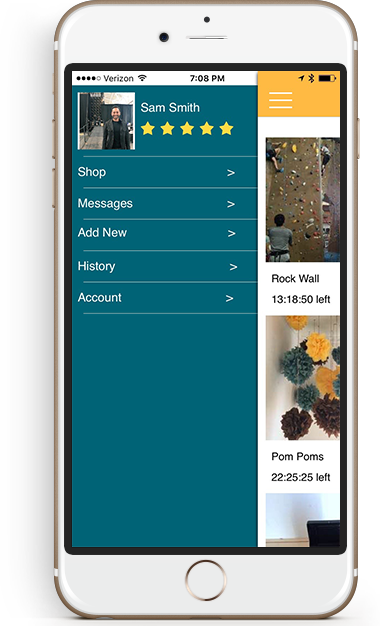 Verizon 7:08 PM
Sam Smith
Shop >
Messages >
Add New >
History >
Account >
Rock Wall
13:18:50 left
Pom Poms
22:25:25 left